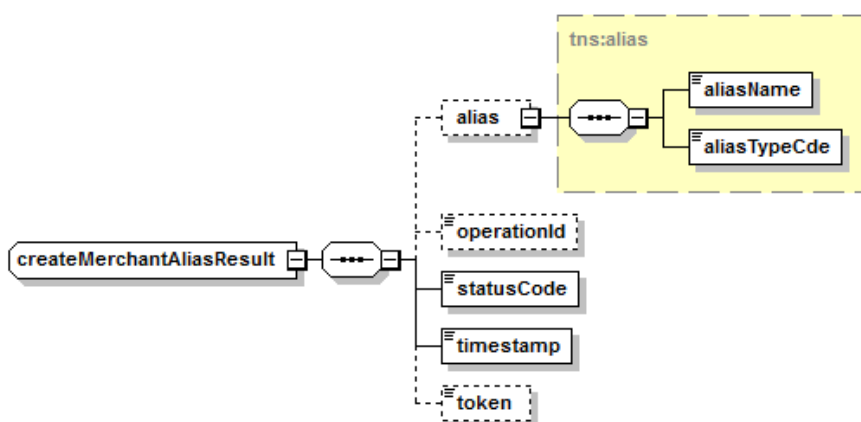 tns:alias
aliasName
alias
aliasTypeCde
operationId
createMerchantAliasResult
statusCode
timestamp
token